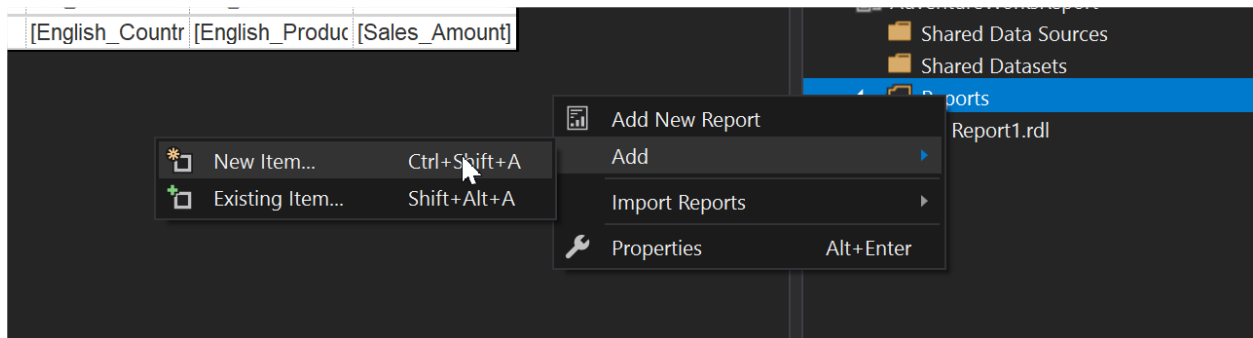 [English_Countr [English_Produc [Sales_Amount]
Shared Data Sources
Shared Datasets
Reports
Report1.rdl
Add New Report
Add
Import Reports
Properties Alt+Enter
New Item... Ctrl+Shift+A
Existing Item... Shift+Alt+A